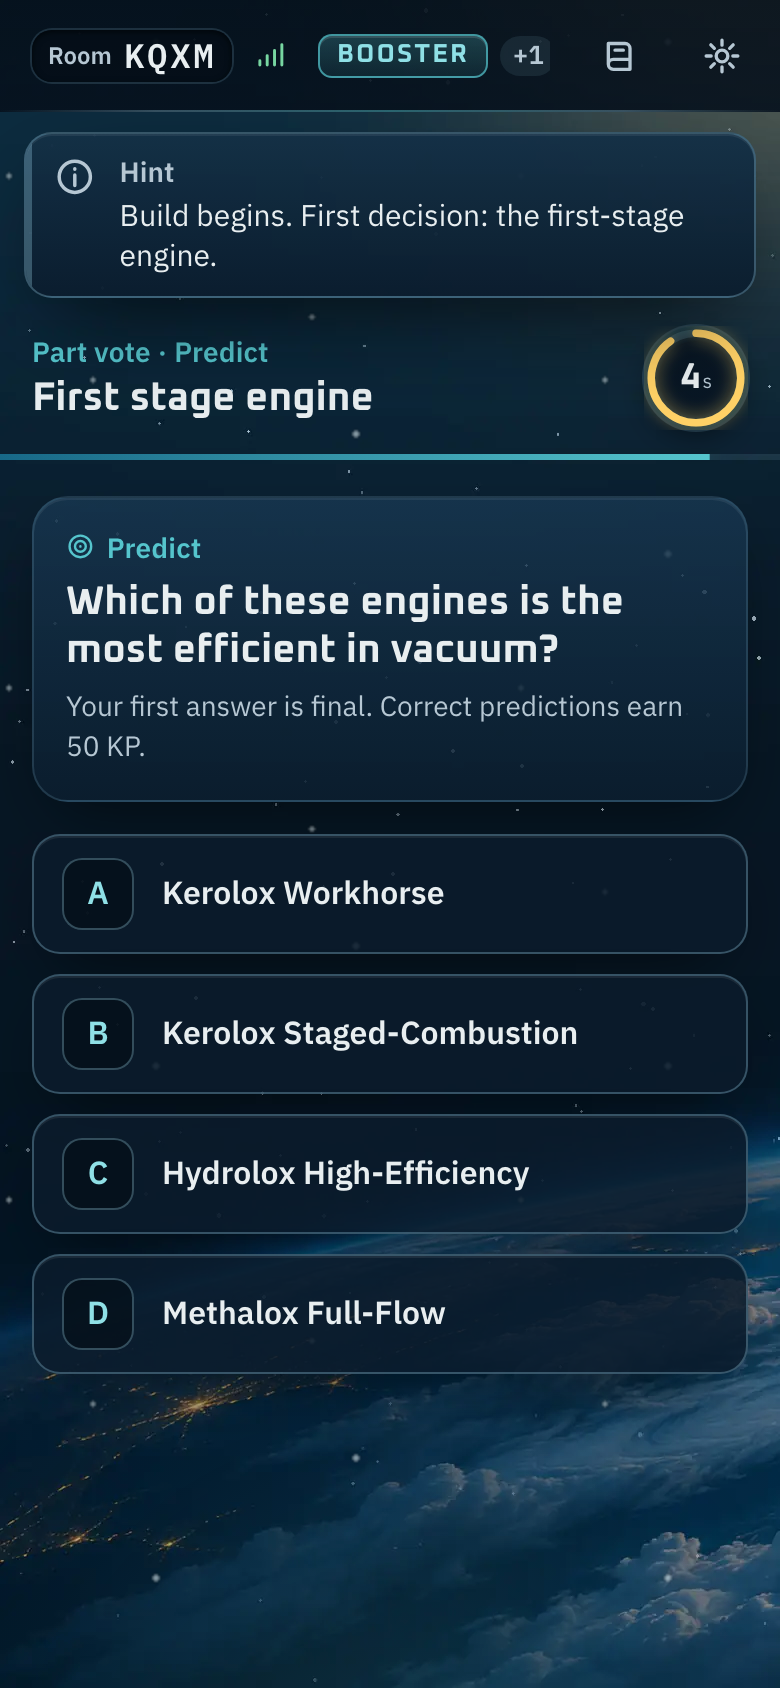 Room KQXM BOOSTER +1
Hint
Build begins. First decision: the first-stage
engine.
Part vote · Predict
First stage engine
4s
Predict
Which of these engines is the
most efficient in vacuum?
Your first answer is final. Correct predictions earn
50 KP.
A Kerolox Workhorse
B Kerolox Staged-Combustion
C Hydrolox High-Efficiency
D Methalox Full-Flow